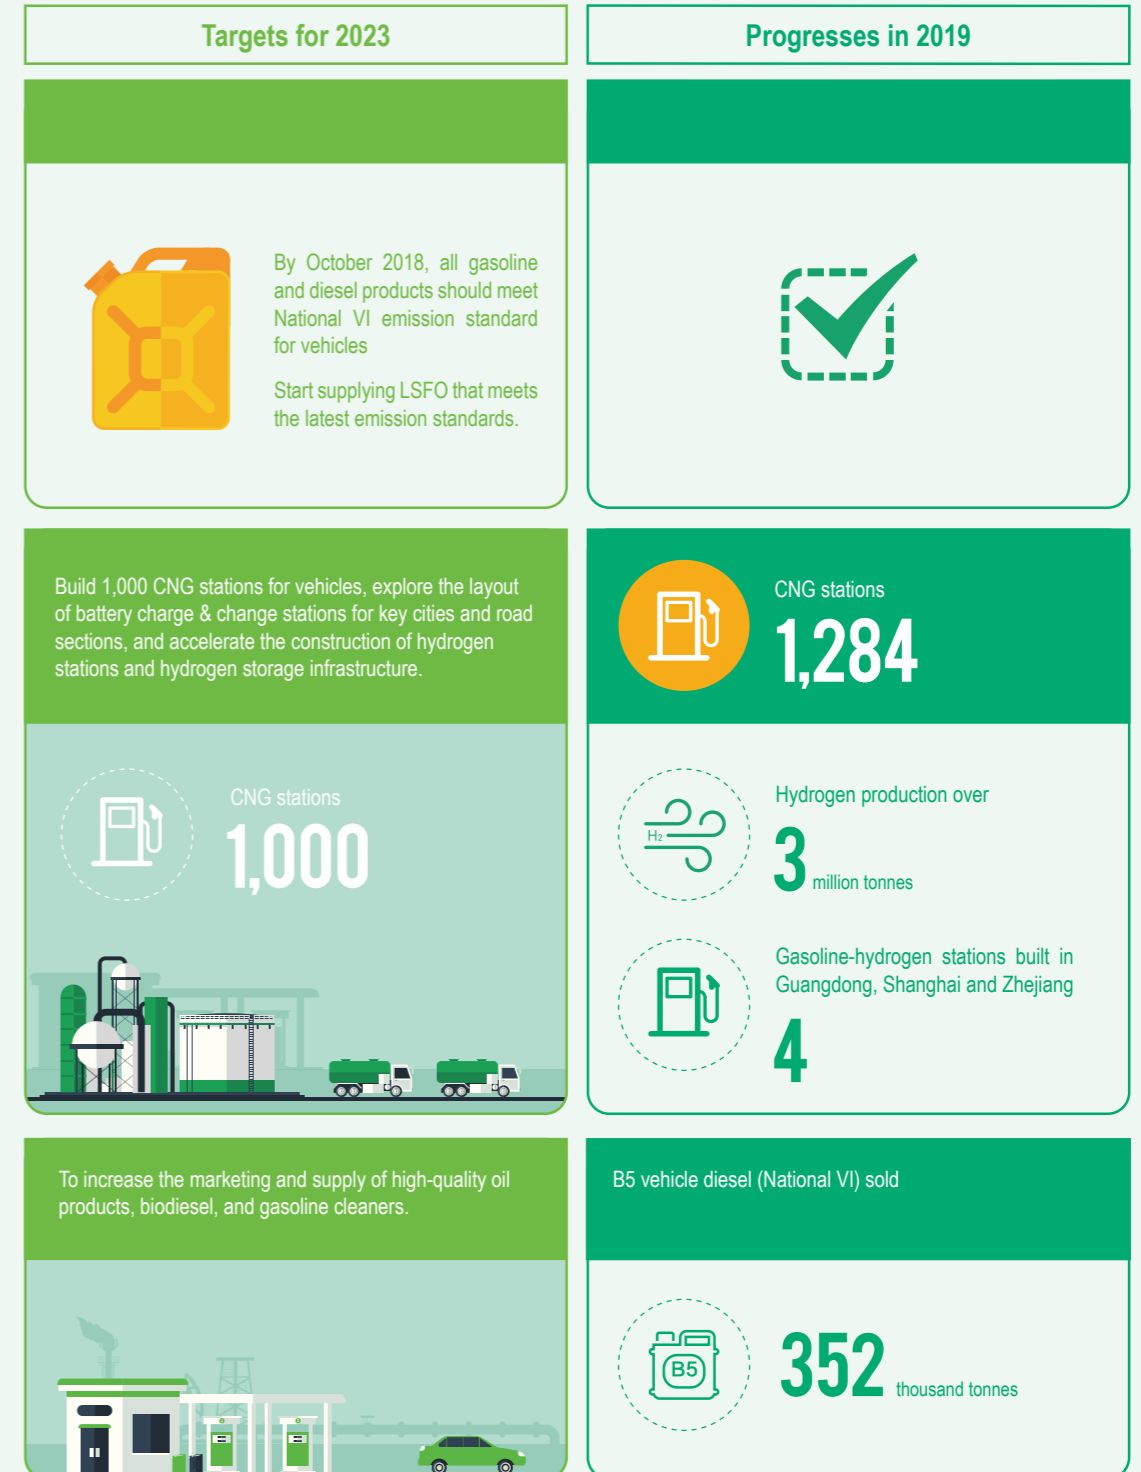 Targets for 2023
Progresses in 2019
By October 2018, all gasoline
and diesel products should meet
National VI emission standard
for vehicles
Start supplying LSFO that meets
the latest emission standards.
Build 1,000 CNG stations for vehicles, explore the layout
of battery charge & change stations for key cities and road
sections, and accelerate the construction of hydrogen
stations and hydrogen storage infrastructure.
CNG stations
1,000
CNG stations
1,284
H₂
Hydrogen production over
3 million tonnes
Gasoline-hydrogen stations built in
Guangdong, Shanghai and Zhejiang
4
To increase the marketing and supply of high-quality oil
products, biodiesel, and gasoline cleaners.
B5 vehicle diesel (National VI) sold
B5
352 thousand tonnes